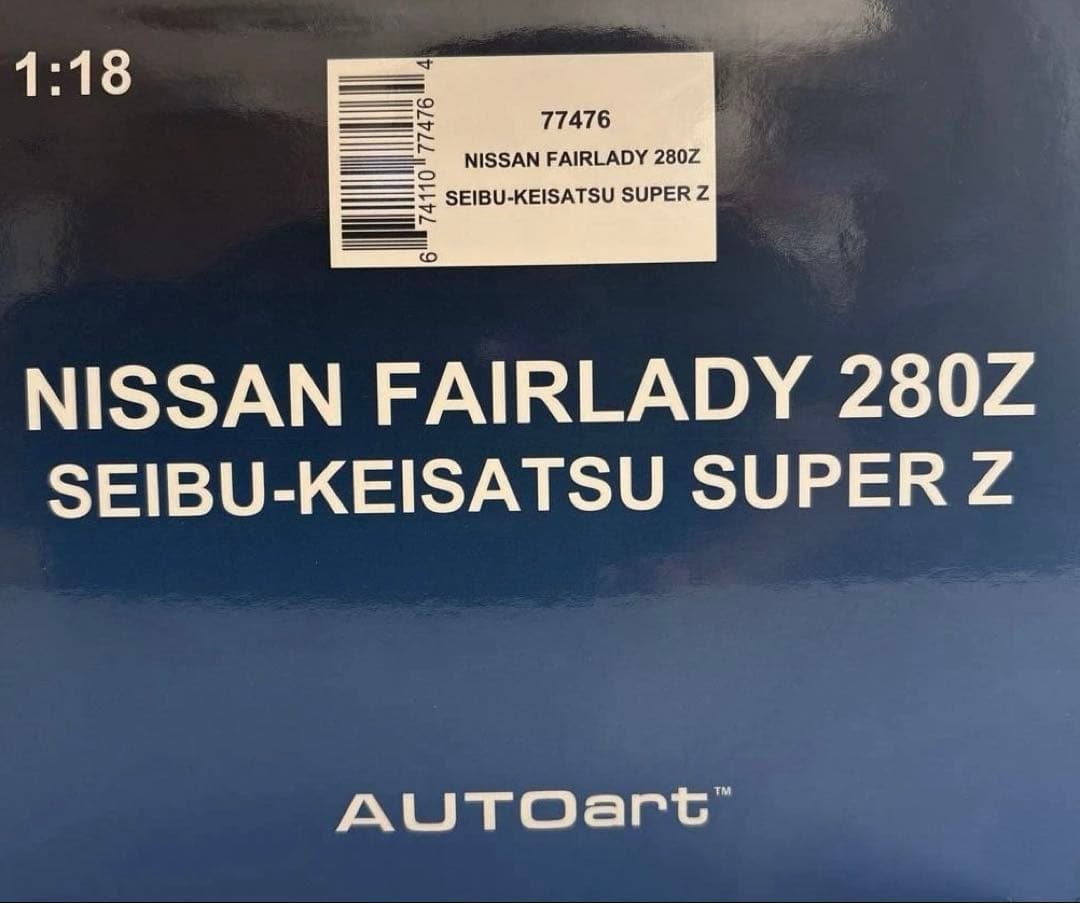 1:18
6 74110 77476 4
77476
NISSAN FAIRLADY 280Z
SEIBU-KEISATSU SUPER Z
NISSAN FAIRLADY 280Z
SEIBU-KEISATSU SUPER Z
AUTOart™